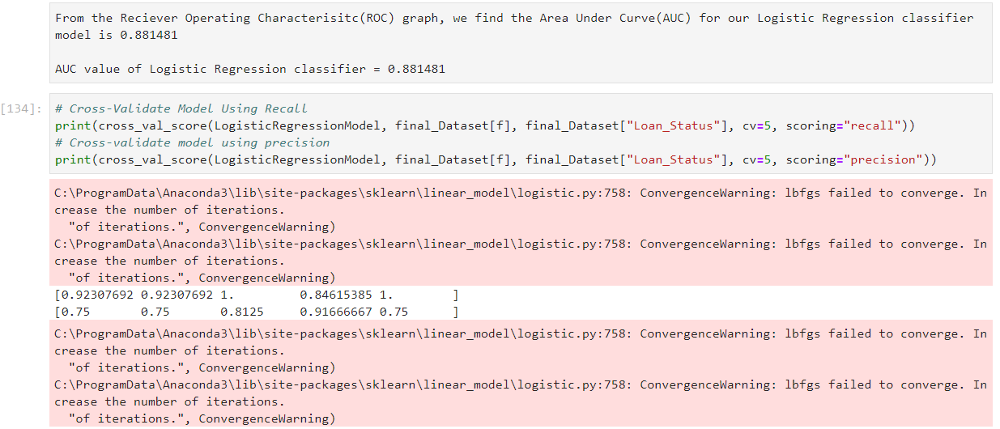 From the Reciever Operating Characterisitc(ROC) graph, we find the Area Under Curve(AUC) for our Logistic Regression classifier
model is 0.881481
AUC value of Logistic Regression classifier = 0.881481
[134]:
# Cross-Validate Model Using Recall
print(cross_val_score(LogisticRegressionModel, final_Dataset[f], final_Dataset["Loan_Status"], cv=5, scoring="recall"))
# Cross-validate model using precision
print(cross_val_score(LogisticRegressionModel, final_Dataset[f], final_Dataset["Loan_Status"], cv=5, scoring="precision"))
C:\ProgramData\Anaconda3\lib\site-packages\sklearn\linear_model\logistic.py:758: ConvergenceWarning: lbfgs failed to converge. In
crease the number of iterations.
"of iterations.", ConvergenceWarning)
C:\ProgramData\Anaconda3\lib\site-packages\sklearn\linear_model\logistic.py:758: ConvergenceWarning: lbfgs failed to converge. In
crease the number of iterations.
"of iterations.", ConvergenceWarning)
[0.92307692 0.92307692 1.         0.84615385 1.        ]
[0.75       0.75       0.8125     0.91666667 0.75      ]
C:\ProgramData\Anaconda3\lib\site-packages\sklearn\linear_model\logistic.py:758: ConvergenceWarning: lbfgs failed to converge. In
crease the number of iterations.
"of iterations.", ConvergenceWarning)
C:\ProgramData\Anaconda3\lib\site-packages\sklearn\linear_model\logistic.py:758: ConvergenceWarning: lbfgs failed to converge. In
crease the number of iterations.
"of iterations.", ConvergenceWarning)